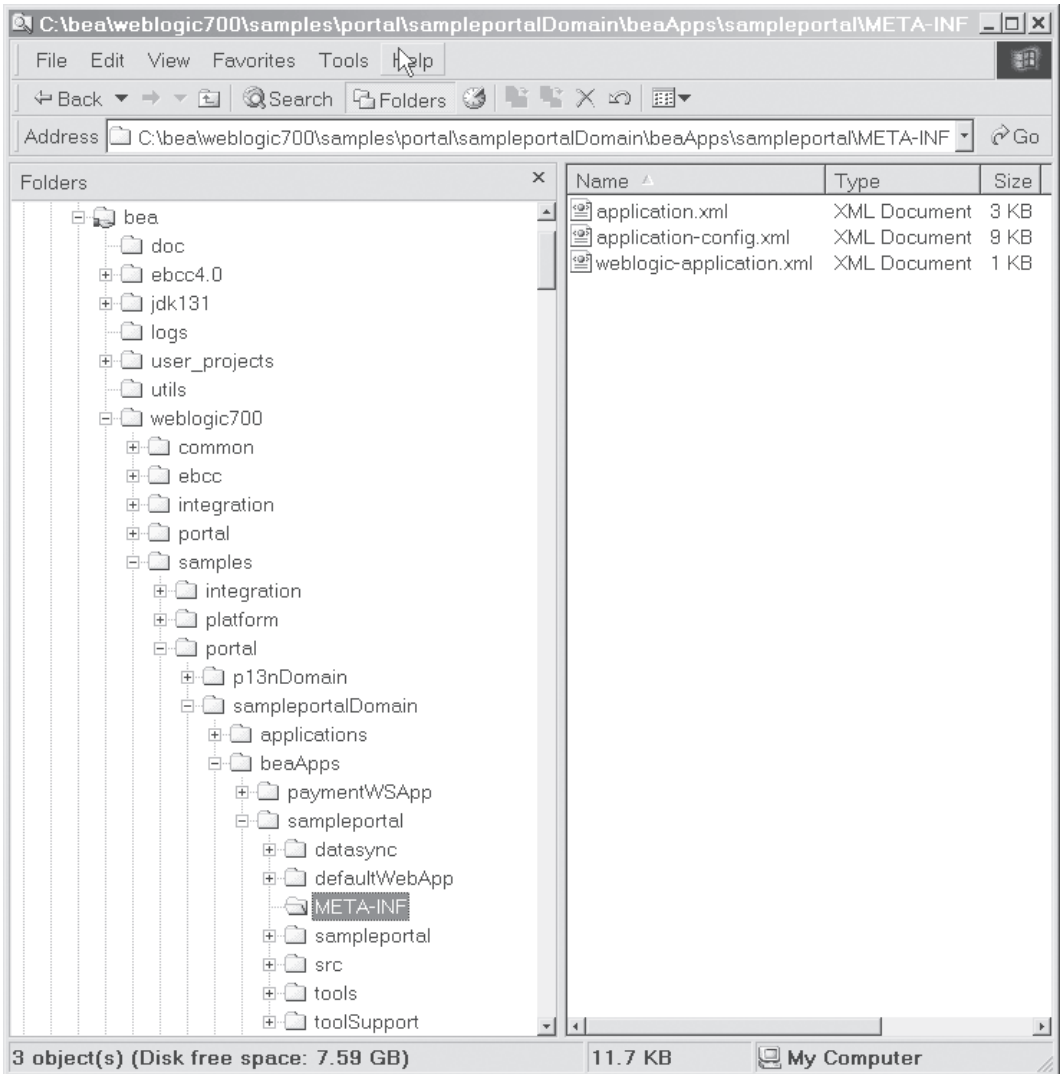 C:\bea\weblogic700\samples\portal\sampleportalDomain\beaApps\sampleportal\META-INF
File Edit View Favorites Tools Help
Back Search Folders
Address C:\bea\weblogic700\samples\portal\sampleportalDomain\beaApps\sampleportal\META-INF Go
Folders
bea
doc
ebcc4.0
jdk131
logs
user_projects
utils
weblogic700
common
ebcc
integration
portal
samples
integration
platform
portal
p13nDomain
sampleportalDomain
applications
beaApps
paymentWSApp
sampleportal
datasync
defaultWebApp
META-INF
sampleportal
src
tools
toolSupport
Name Type Size
application.xml XML Document 3 KB
application-config.xml XML Document 9 KB
weblogic-application.xml XML Document 1 KB
3 object(s) (Disk free space: 7.59 GB) 11.7 KB My Computer